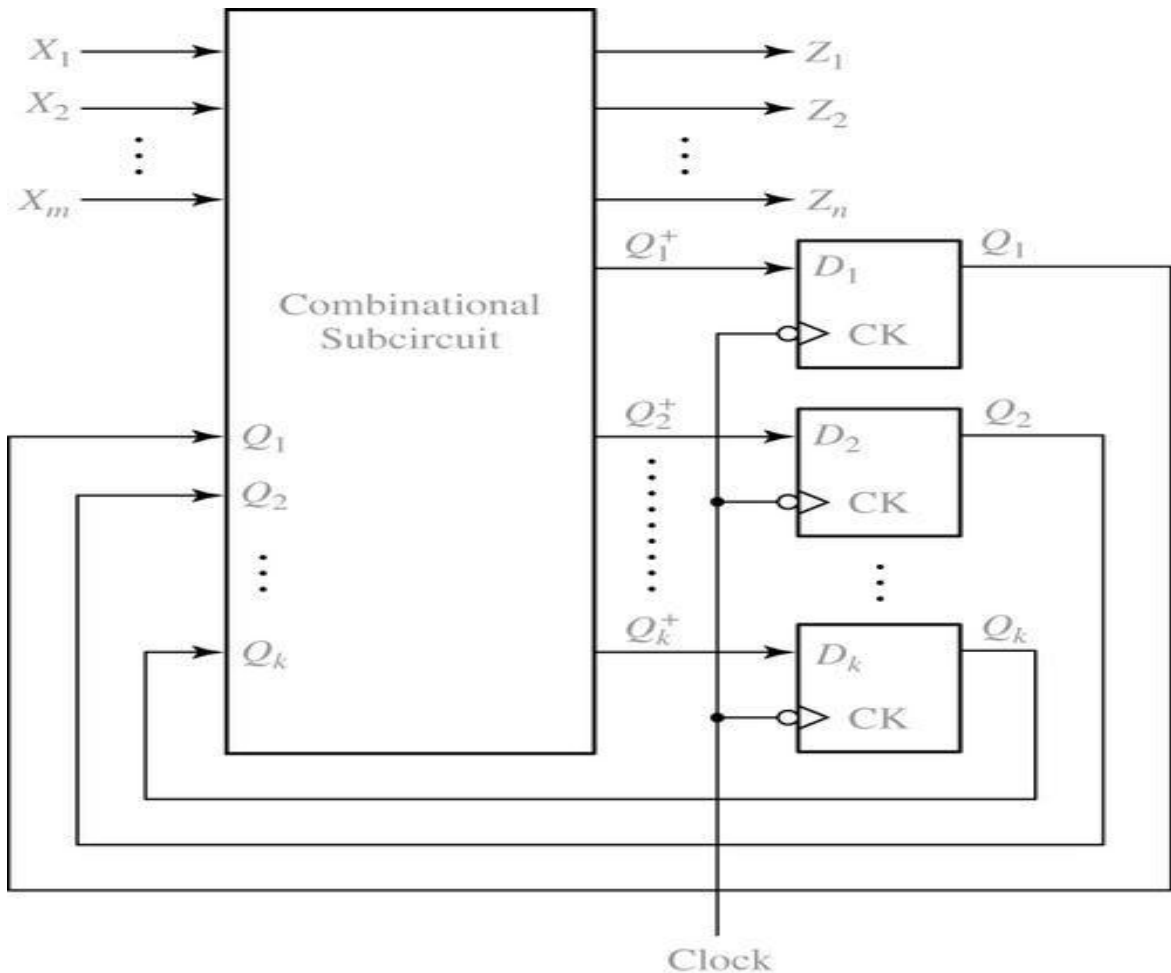 X₁
Z₁
X₂
Z₂
Xₘ
Zₙ
Q₁⁺
Q₁
D₁
Combinational
Subcircuit
CK
Q₂⁺
Q₂
Q₁
D₂
Q₂
CK
Qₖ⁺
Qₖ
Qₖ
Dₖ
CK
Clock